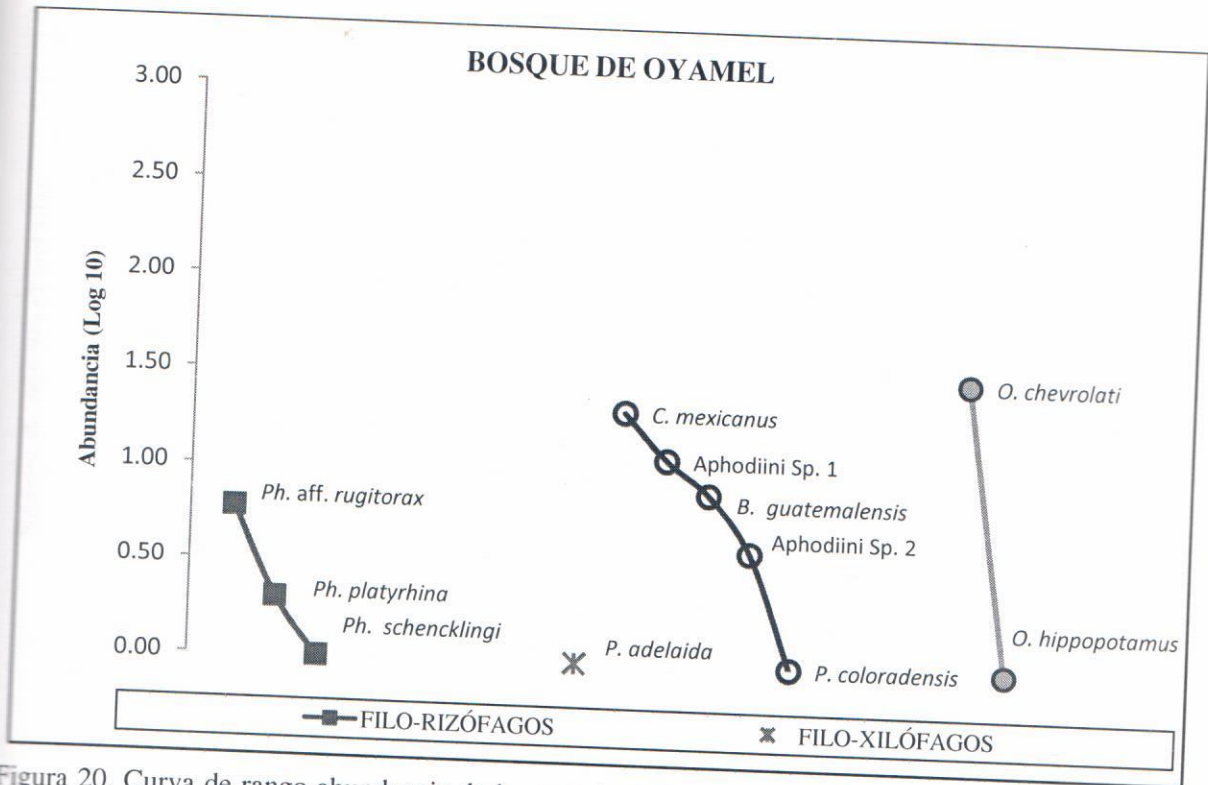 BOSQUE DE OYAMEL
Abundancia (Log 10)
3.00
2.50
2.00
1.50
1.00
0.50
0.00
Ph. aff. rugitorax
Ph. platyrhina
Ph. schencklingi
P. adelaida
C. mexicanus
Aphodiini Sp. 1
B. guatemalensis
Aphodiini Sp. 2
P. coloradensis
O. chevrolati
O. hippopotamus
FILO-RIZÓFAGOS
FILO-XILÓFAGOS
Figura 20. Curva de rango abundancia